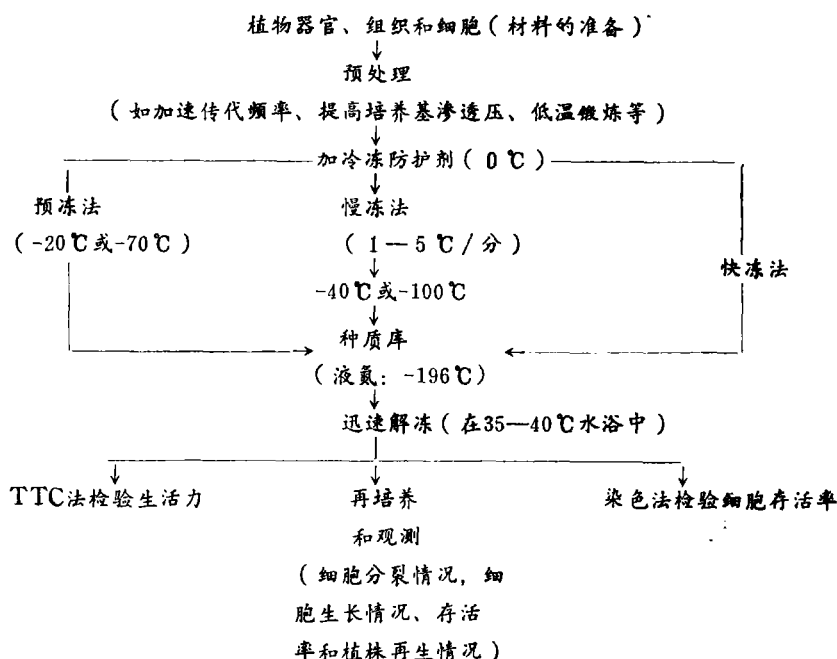 植物器官、组织和细胞(材料的准备)
预处理
(如加速传代频率、提高培养基渗透压、低温锻炼等)
加冷冻防护剂(0℃)
预冻法
(-20℃或-70℃)
慢冻法
(1—5℃/分)
-40℃或-100℃
快冻法
种质库
(液氮:-196℃)
迅速解冻(在35—40℃水浴中)
TTC法检验生活力
再培养
和观测
(细胞分裂情况,细
胞生长情况、存活
率和植株再生情况)
染色法检验细胞存活率